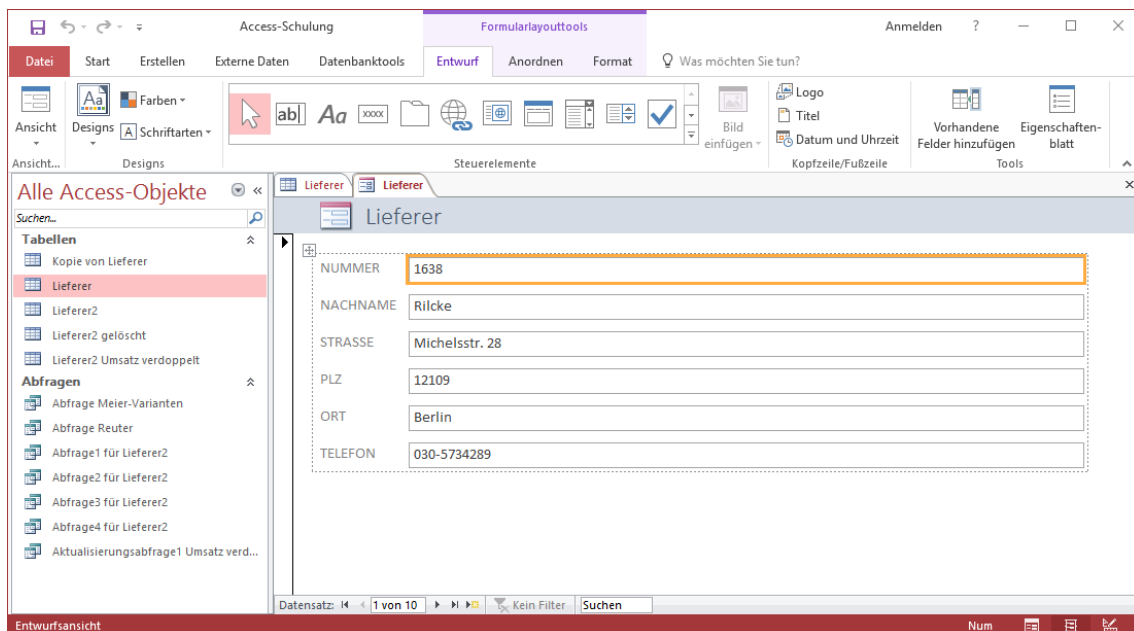 Access-Schulung Formularlayouttools Anmelden ?
Datei Start Erstellen Externe Daten Datenbanktools Entwurf Anordnen Format Was möchten Sie tun?
Ansicht
Aa
Designs
Farben
A Schriftarten
ab| Aa xxxx
Bild
einfügen
Logo
Titel
Datum und Uhrzeit
Vorhandene
Felder hinzufügen
Eigenschaften-
blatt
Ansicht... Designs Steuerelemente Kopfzeile/Fußzeile Tools
Alle Access-Objekte
Suchen...
Tabellen
Kopie von Lieferer
Lieferer
Lieferer2
Lieferer2 gelöscht
Lieferer2 Umsatz verdoppelt
Abfragen
Abfrage Meier-Varianten
Abfrage Reuter
Abfrage1 für Lieferer2
Abfrage2 für Lieferer2
Abfrage3 für Lieferer2
Abfrage4 für Lieferer2
Aktualisierungsabfrage1 Umsatz verd...
Lieferer Lieferer
Lieferer
NUMMER 1638
NACHNAME Rilcke
STRASSE Michelsstr. 28
PLZ 12109
ORT Berlin
TELEFON 030-5734289
Datensatz: 1 von 10 Kein Filter Suchen
Entwurfsansicht Num